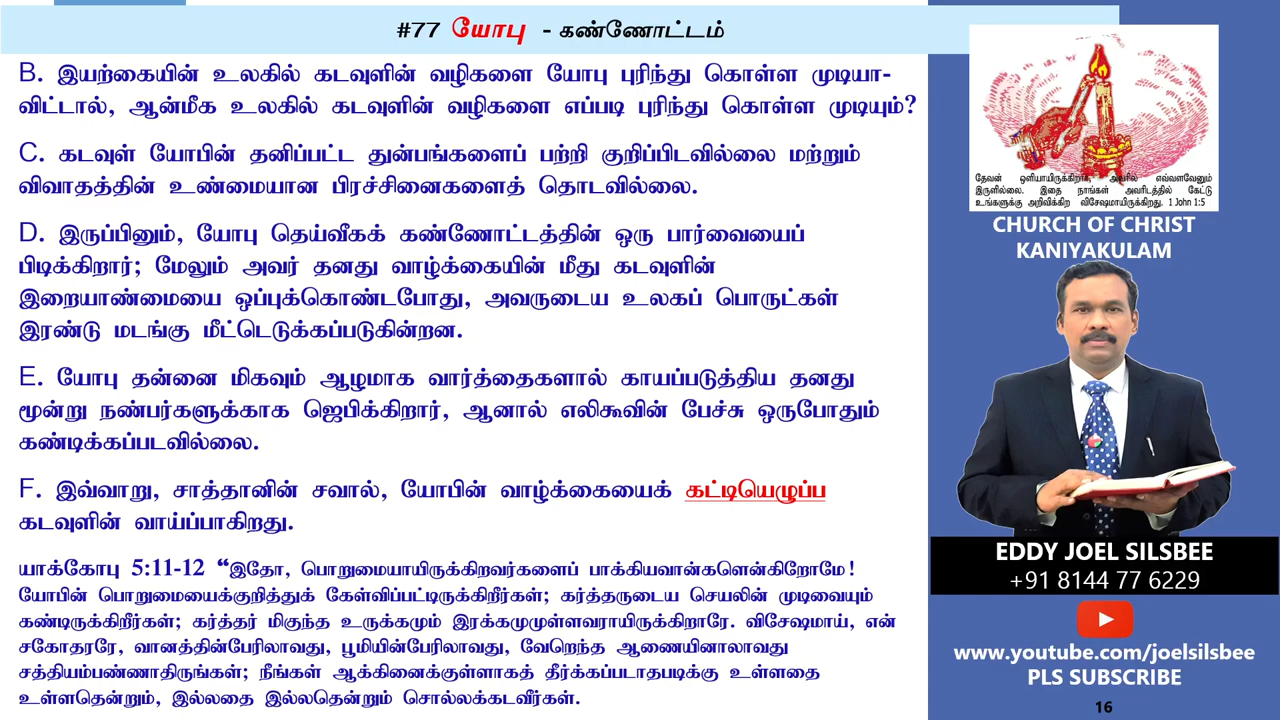 #77 யோபு - கண்ணோட்டம்
B. இயற்கையின் உலகில் கடவுளின் வழிகளை யோபு புரிந்து கொள்ள முடியா-
விட்டால், ஆன்மீக உலகில் கடவுளின் வழிகளை எப்படி புரிந்து கொள்ள முடியும்?
C. கடவுள் யோபின் தனிப்பட்ட துன்பங்களைப் பற்றி குறிப்பிடவில்லை மற்றும்
விவாதத்தின் உண்மையான பிரச்சினைகளைத் தொடவில்லை.
D. இருப்பினும், யோபு தெய்வீகக் கண்ணோட்டத்தின் ஒரு பார்வையைப்
பிடிக்கிறார்; மேலும் அவர் தனது வாழ்க்கையின் மீது கடவுளின்
இறையாண்மையை ஒப்புக்கொண்டபோது, அவருடைய உலகப் பொருட்கள்
இரண்டு மடங்கு மீட்டெடுக்கப்படுகின்றன.
E. யோபு தன்னை மிகவும் ஆழமாக வார்த்தைகளால் காயப்படுத்திய தனது
மூன்று நண்பர்களுக்காக ஜெபிக்கிறார், ஆனால் எலிகூவின் பேச்சு ஒருபோதும்
கண்டிக்கப்படவில்லை.
F. இவ்வாறு, சாத்தானின் சவால், யோபின் வாழ்க்கையைக் கட்டியெழுப்ப
கடவுளின் வாய்ப்பாகிறது.
யாக்கோபு 5:11-12 “இதோ, பொறுமையாயிருக்கிறவர்களைப் பாக்கியவான்களென்கிறோமே!
யோபின் பொறுமையைக்குறித்துக் கேள்விப்பட்டிருக்கிறீர்கள்; கர்த்தருடைய செயலின் முடிவையும்
கண்டிருக்கிறீர்கள்; கர்த்தர் மிகுந்த உருக்கமும் இரக்கமுமுள்ளவராயிருக்கிறாரே. விசேஷமாய், என்
சகோதரரே, வானத்தின்பேரிலாவது, பூமியின்பேரிலாவது, வேறெந்த ஆணையினாலாவது
சத்தியம்பண்ணாதிருங்கள்; நீங்கள் ஆக்கினைக்குள்ளாகத் தீர்க்கப்படாதபடிக்கு உள்ளதை
உள்ளதென்றும், இல்லதை இல்லதென்றும் சொல்லக்கடவீர்கள்.
தேவன் ஒளியாயிருக்கிறார், அவரில் எவ்வளவேனும்
இருளில்லை. இதை நாங்கள் அவரிடத்தில் கேட்டு
உங்களுக்கு அறிவிக்கிற விசேஷமாயிருக்கிறது. 1 John 1:5
CHURCH OF CHRIST
KANIYAKULAM
EDDY JOEL SILSBEE
+91 8144 77 6229
www.youtube.com/joelsilsbee
PLS SUBSCRIBE
16